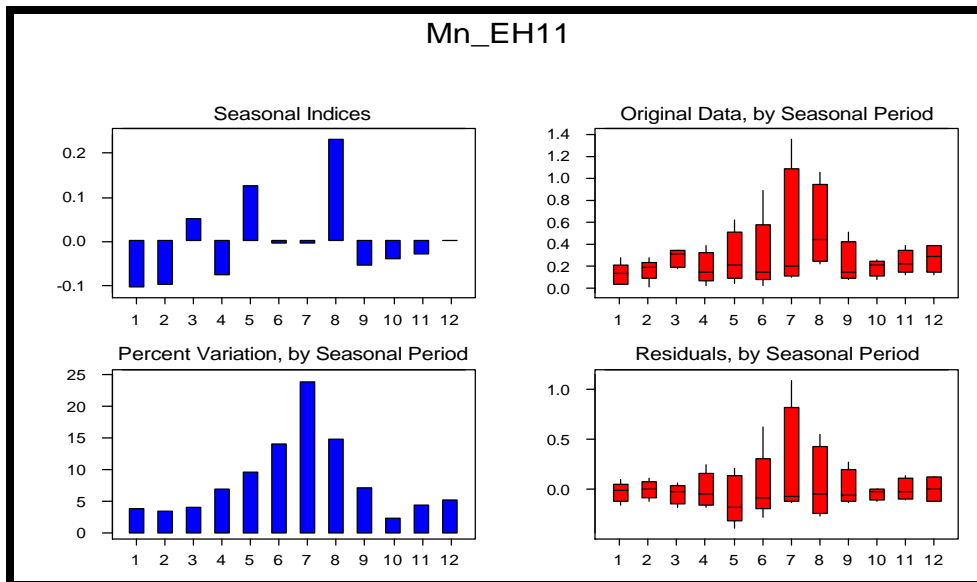 Mn_EH11
Seasonal Indices
0.2
0.1
0.0
-0.1
1 2 3 4 5 6 7 8 9 10 11 12
Original Data, by Seasonal Period
1.4
1.2
1.0
0.8
0.6
0.4
0.2
0.0
1 2 3 4 5 6 7 8 9 10 11 12
Percent Variation, by Seasonal Period
25
20
15
10
5
0
1 2 3 4 5 6 7 8 9 10 11 12
Residuals, by Seasonal Period
1.0
0.5
0.0
1 2 3 4 5 6 7 8 9 10 11 12